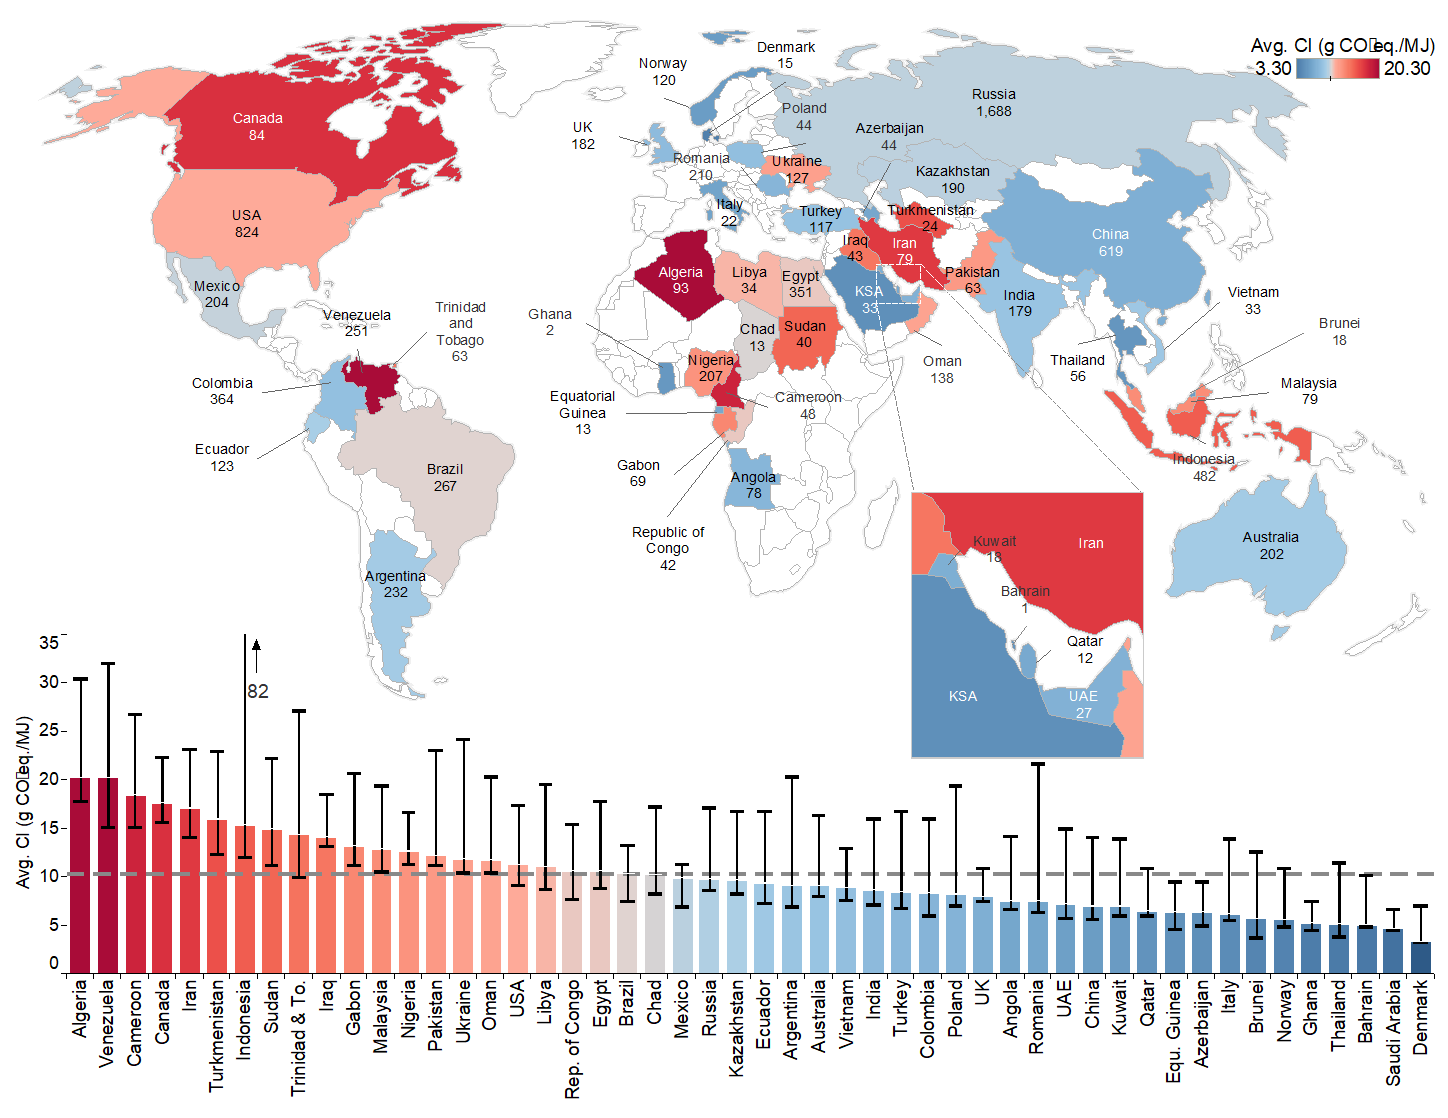 Avg. CI (g CO□eq./MJ)
3.30
20.30
Denmark
15
Norway
120
Russia
1,688
Poland
44
Canada
84
UK
182
Azerbaijan
44
Romania
210
Ukraine
127
Kazakhstan
190
USA
824
Italy
22
Turkey
117
Turkmenistan
24
China
619
Iraq
43
Iran
79
Algeria
93
Libya
34
Egypt
351
Pakistan
63
Mexico
204
KSA
33
India
179
Vietnam
33
Venezuela
251
Trinidad
and
Tobago
63
Ghana
2
Chad
13
Sudan
40
Brunei
18
Nigeria
207
Oman
138
Thailand
56
Colombia
364
Equatorial
Guinea
13
Cameroon
48
Malaysia
79
Ecuador
123
Brazil
267
Gabon
69
Angola
78
Indonesia
482
Republic of
Congo
42
Australia
202
Argentina
232
Kuwait
18
Iran
Bahrain
1
Qatar
12
KSA
UAE
27
Avg. CI (g CO□eq./MJ)
35
30
25
20
15
10
5
0
82
Algeria
Venezuela
Cameroon
Canada
Iran
Turkmenistan
Indonesia
Sudan
Trinidad & To.
Iraq
Gabon
Malaysia
Nigeria
Pakistan
Ukraine
Oman
USA
Libya
Rep. of Congo
Egypt
Brazil
Chad
Mexico
Russia
Kazakhstan
Ecuador
Argentina
Australia
Vietnam
India
Turkey
Colombia
Poland
UK
Angola
Romania
UAE
China
Kuwait
Qatar
Equ. Guinea
Azerbaijan
Italy
Brunei
Norway
Ghana
Thailand
Bahrain
Saudi Arabia
Denmark